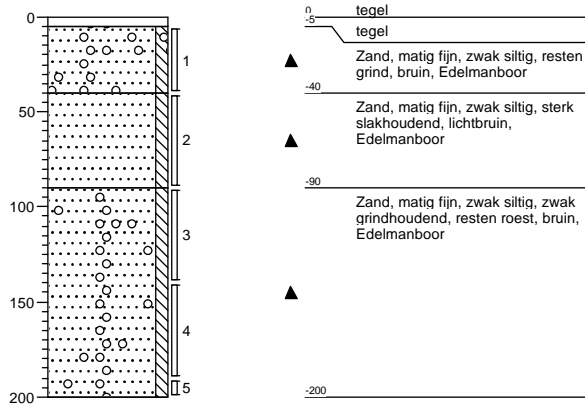 0
50
100
150
200
1
2
3
4
5
0
tegel
-5
tegel
Zand, matig fijn, zwak siltig, resten
grind, bruin, Edelmanboor
-40
Zand, matig fijn, zwak siltig, sterk
slakhoudend, lichtbruin,
Edelmanboor
-90
Zand, matig fijn, zwak siltig, zwak
grindhoudend, resten roest, bruin,
Edelmanboor
-200